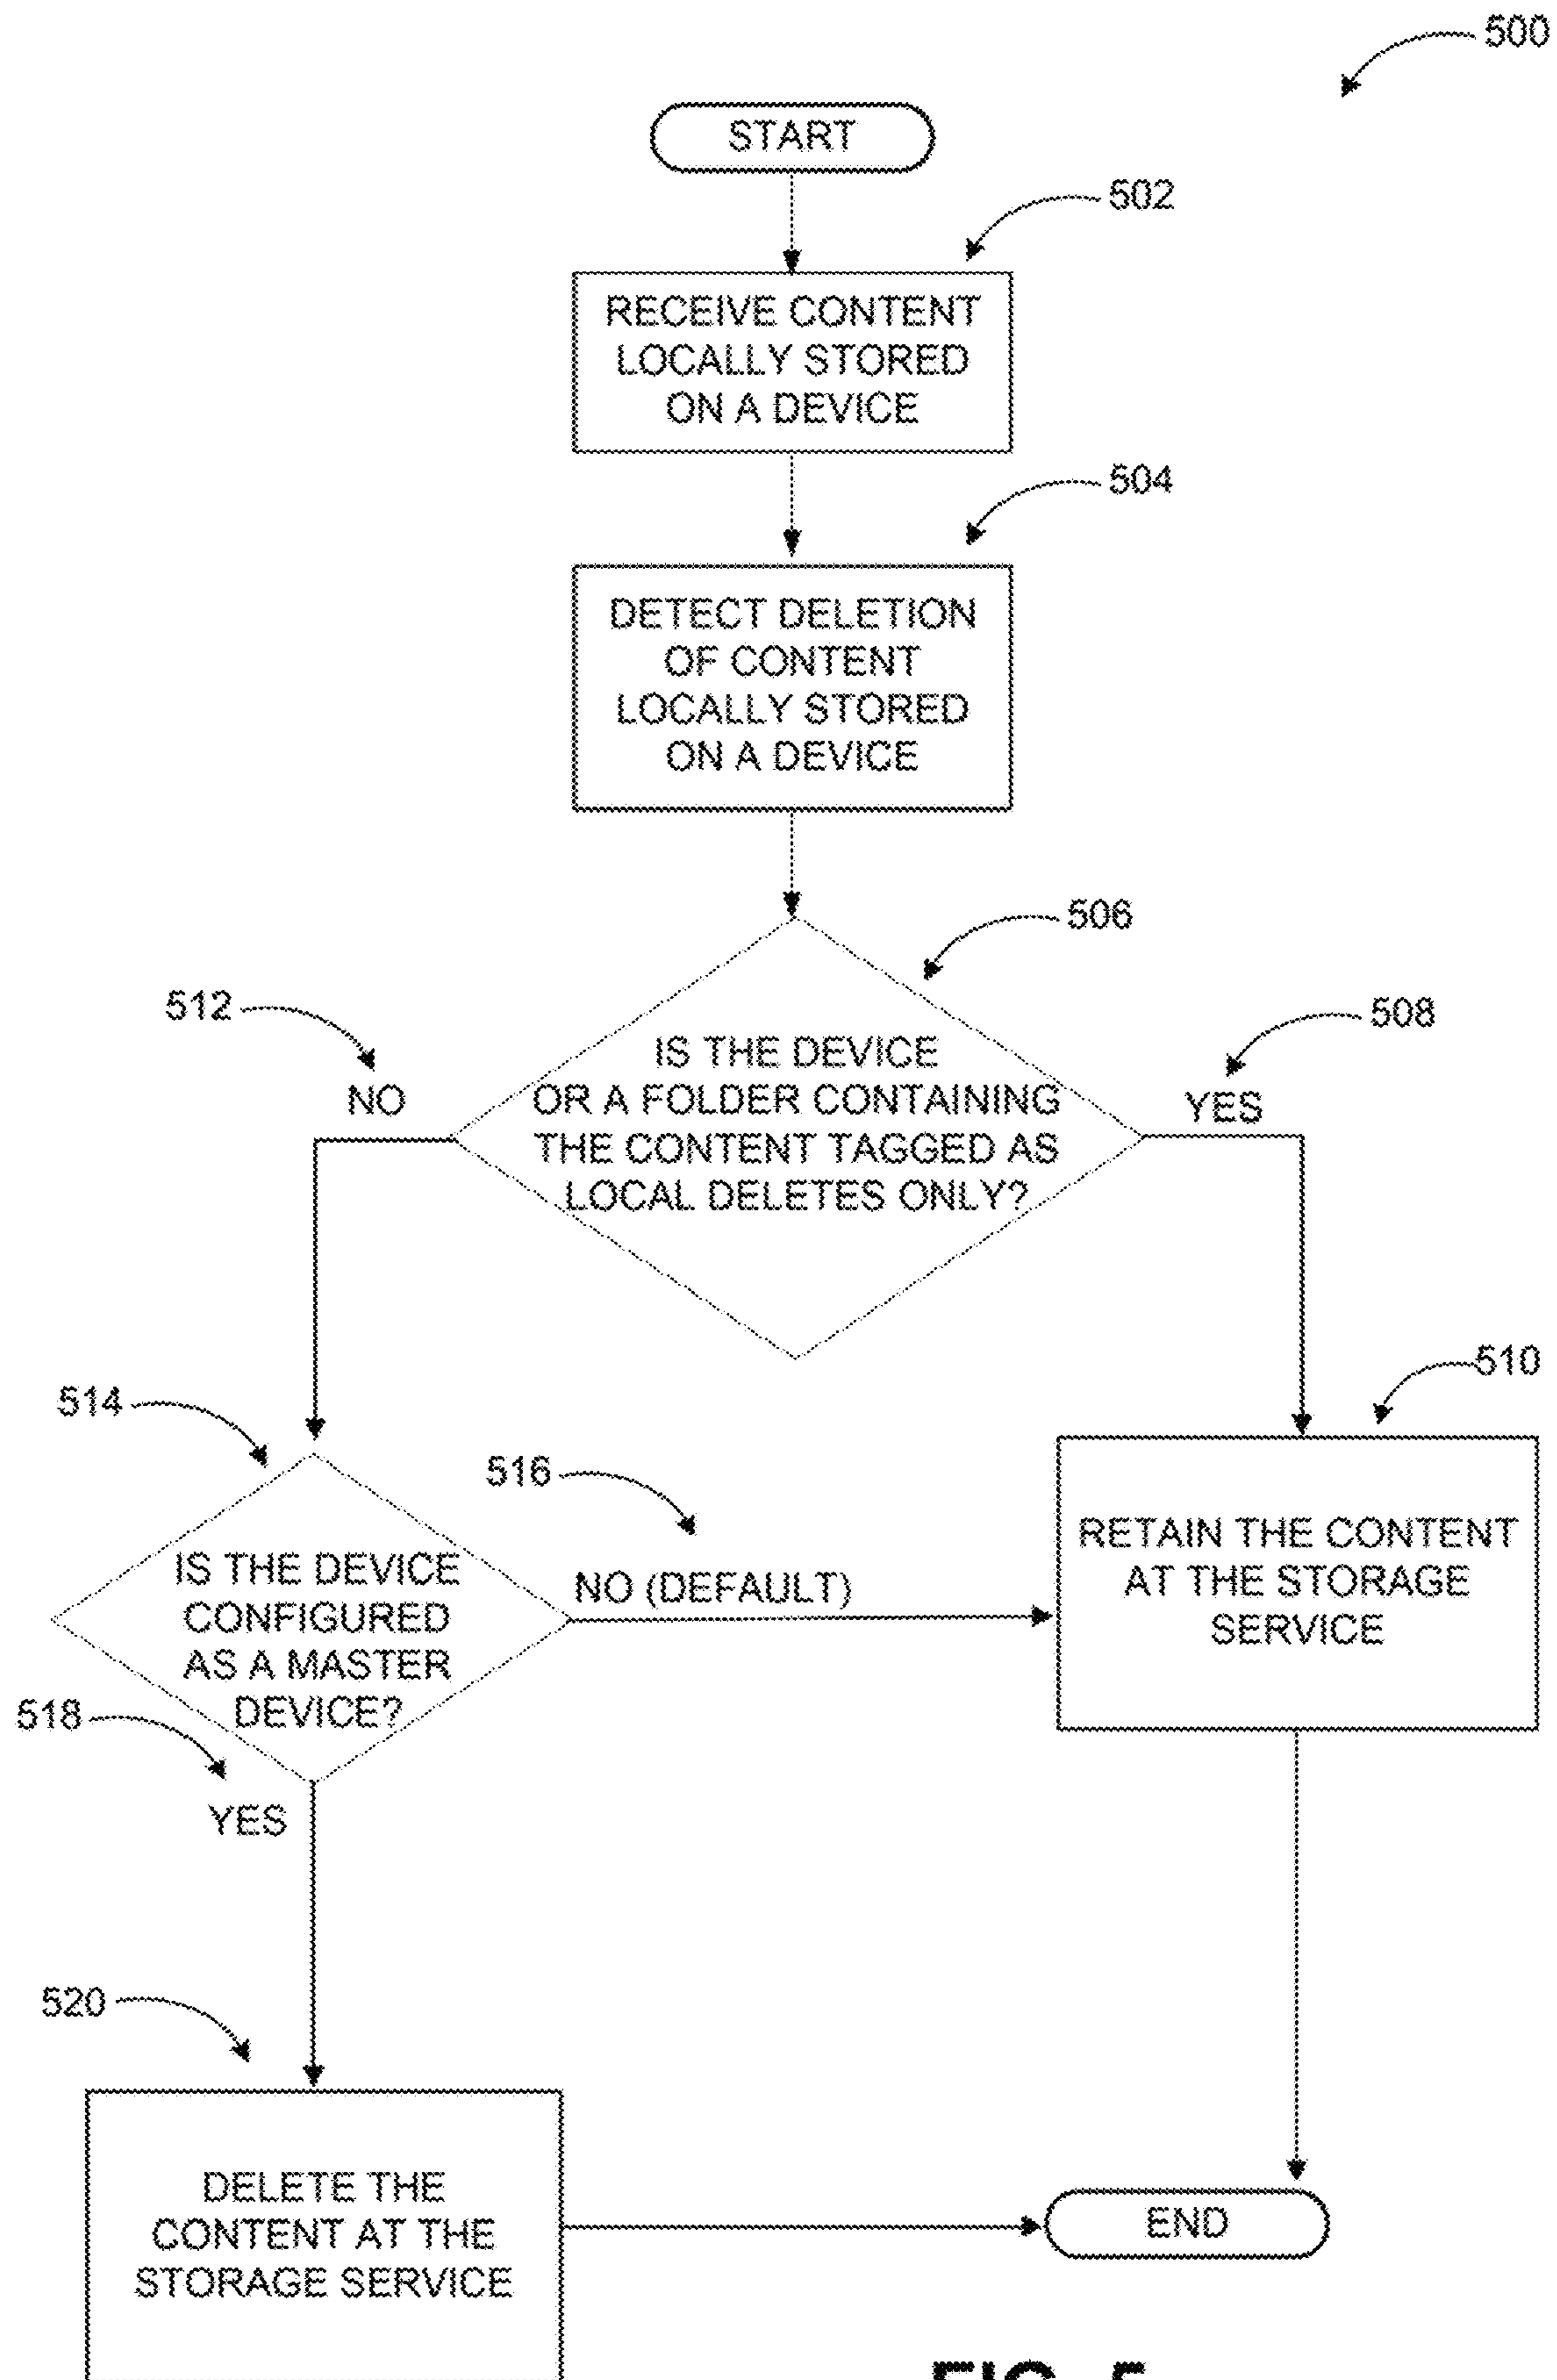 500
START
502
RECEIVE CONTENT
LOCALLY STORED
ON A DEVICE
504
DETECT DELETION
OF CONTENT
LOCALLY STORED
ON A DEVICE
506
512
508
NO
YES
IS THE DEVICE
OR A FOLDER CONTAINING
THE CONTENT TAGGED AS
LOCAL DELETES ONLY?
514
516
510
IS THE DEVICE
CONFIGURED
AS A MASTER
DEVICE?
NO (DEFAULT)
RETAIN THE CONTENT
AT THE STORAGE
SERVICE
518
YES
520
DELETE THE
CONTENT AT THE
STORAGE SERVICE
END
FIG. 5